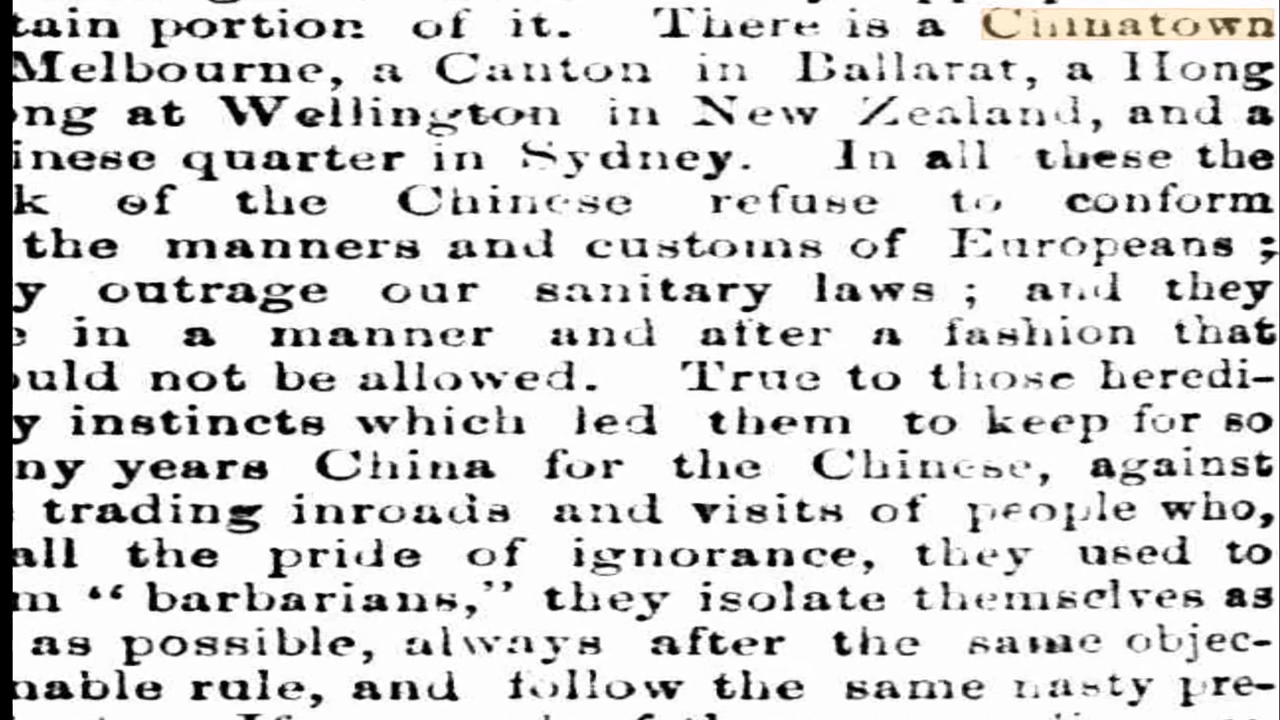 tain portion of it. There is a Chinatown
Melbourne, a Canton in Ballarat, a Hong
ong at Wellington in New Zealand, and a
inese quarter in Sydney. In all these the
k of the Chinese refuse to conform
the manners and customs of Europeans ;
y outrage our sanitary laws ; and they
e in a manner and after a fashion that
ould not be allowed. True to those heredi-
y instincts which led them to keep for so
ny years China for the Chinese, against
trading inroads and visits of people who,
all the pride of ignorance, they used to
m “ barbarians,” they isolate themselves as
as possible, always after the same objec-
nable rule, and follow the same nasty pre-